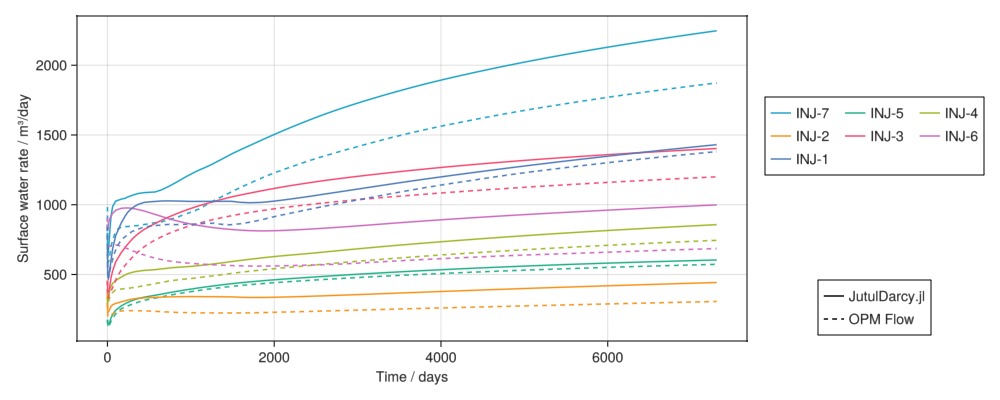 2000
1500
1000
500
Surface water rate / m³/day
0 2000 4000 6000
Time / days
INJ-7 INJ-5 INJ-4
INJ-2 INJ-3 INJ-6
INJ-1
JutulDarcy.jl
OPM Flow